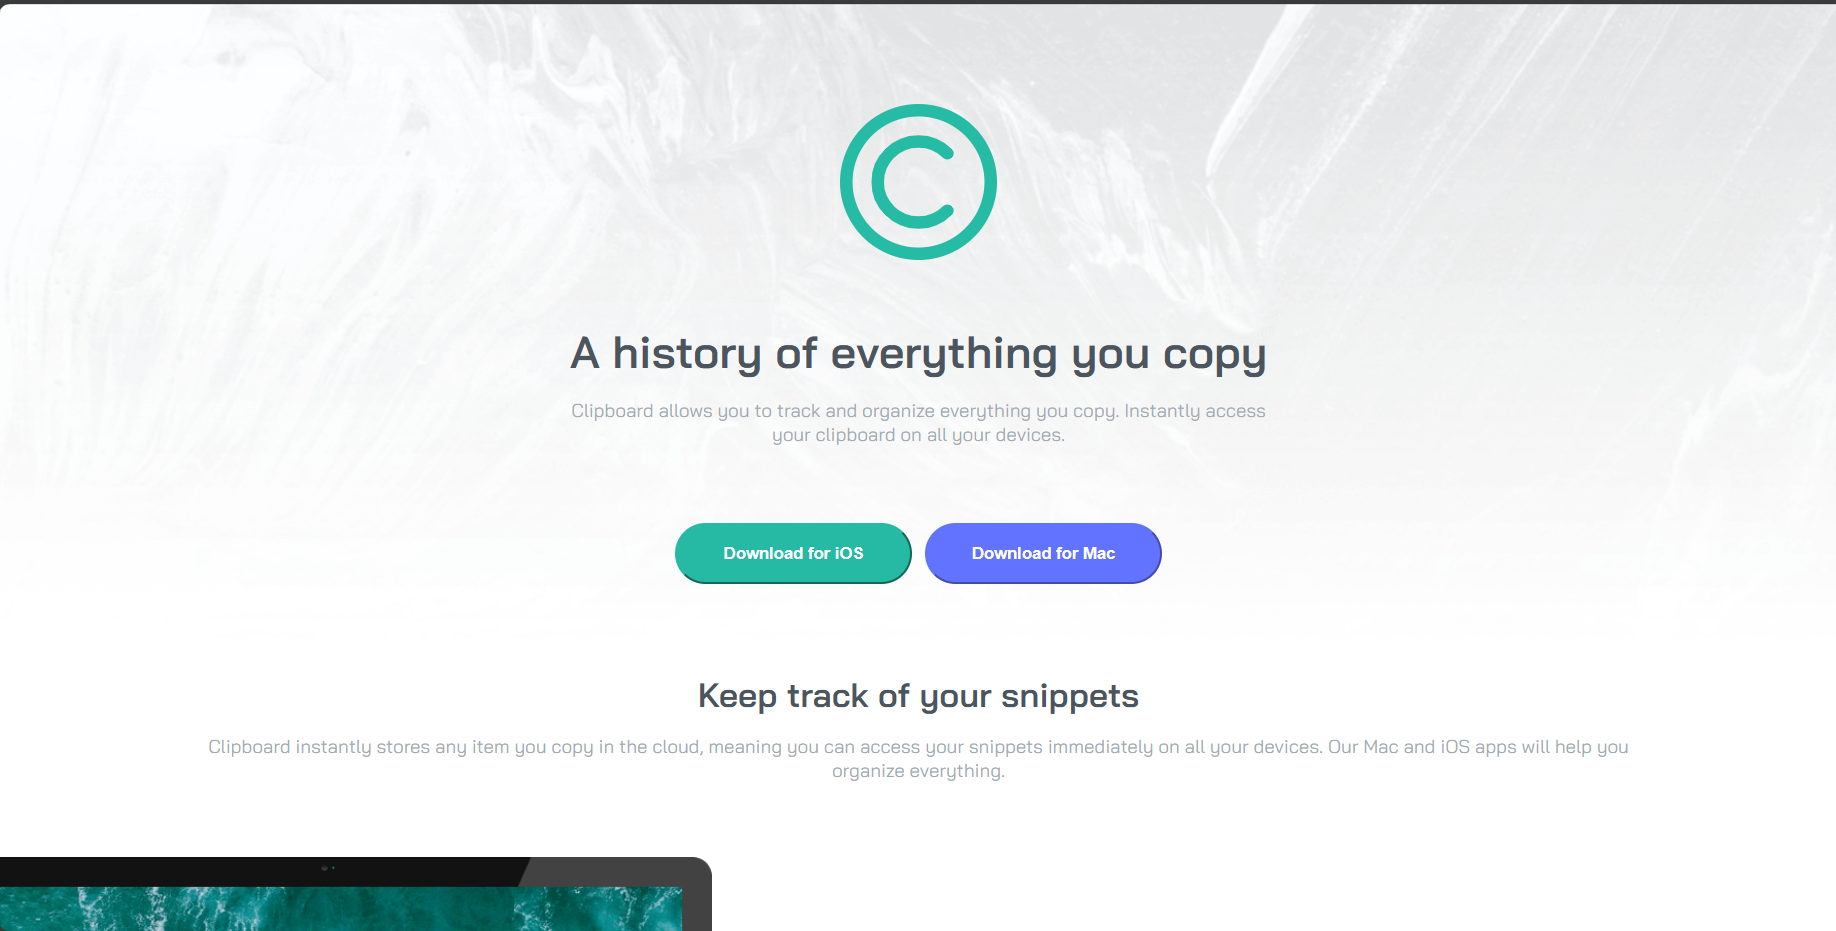 A history of everything you copy
Clipboard allows you to track and organize everything you copy. Instantly access
your clipboard on all your devices.
Download for iOS
Download for Mac
Keep track of your snippets
Clipboard instantly stores any item you copy in the cloud, meaning you can access your snippets immediately on all your devices. Our Mac and iOS apps will help you
organize everything.